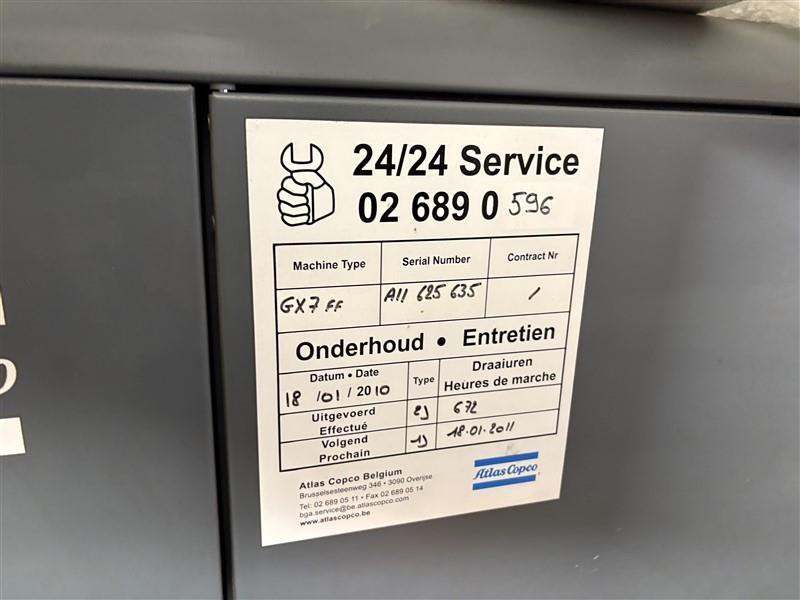 24/24 Service
02 689 0 596
Machine Type Serial Number Contract Nr
GX7 FF AII 625 635 /
Onderhoud • Entretien
Datum • Date Type Draaiuren
Heures de marche
18 /01 / 2010
Uitgevoerd
Effectué 672
Volgend
Prochain 18.01.2011
Atlas Copco Belgium
Brusselsesteenweg 346 • 3090 Overijse
Tel: 02 689 05 11 • Fax 02 689 05 14
bga.service@be.atlascopco.com
www.atlascopco.be
Atlas Copco